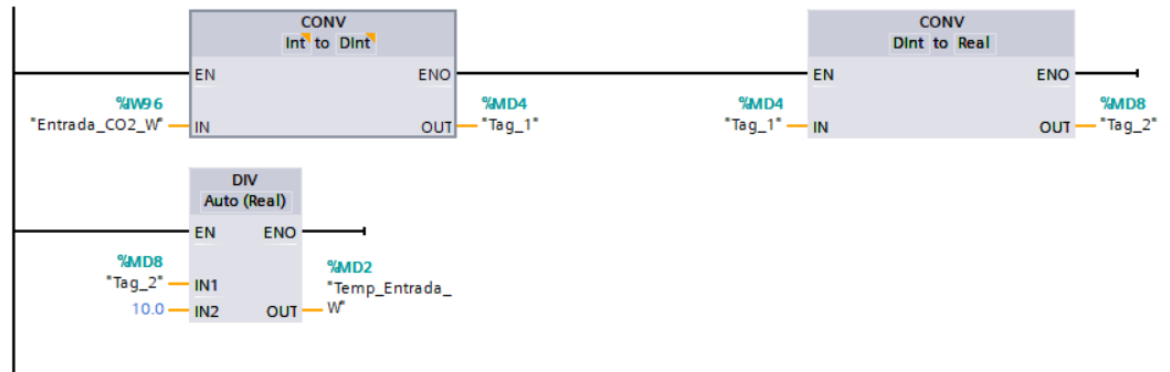 CONV
Int to DInt
EN
ENO
%IW96
"Entrada_CO2_W"
IN
OUT
%MD4
"Tag_1"
CONV
DInt to Real
EN
ENO
%MD4
"Tag_1"
IN
OUT
%MD8
"Tag_2"
DIV
Auto (Real)
EN
ENO
%MD8
"Tag_2"
IN1
10.0
IN2
OUT
%MD2
"Temp_Entrada_
W"